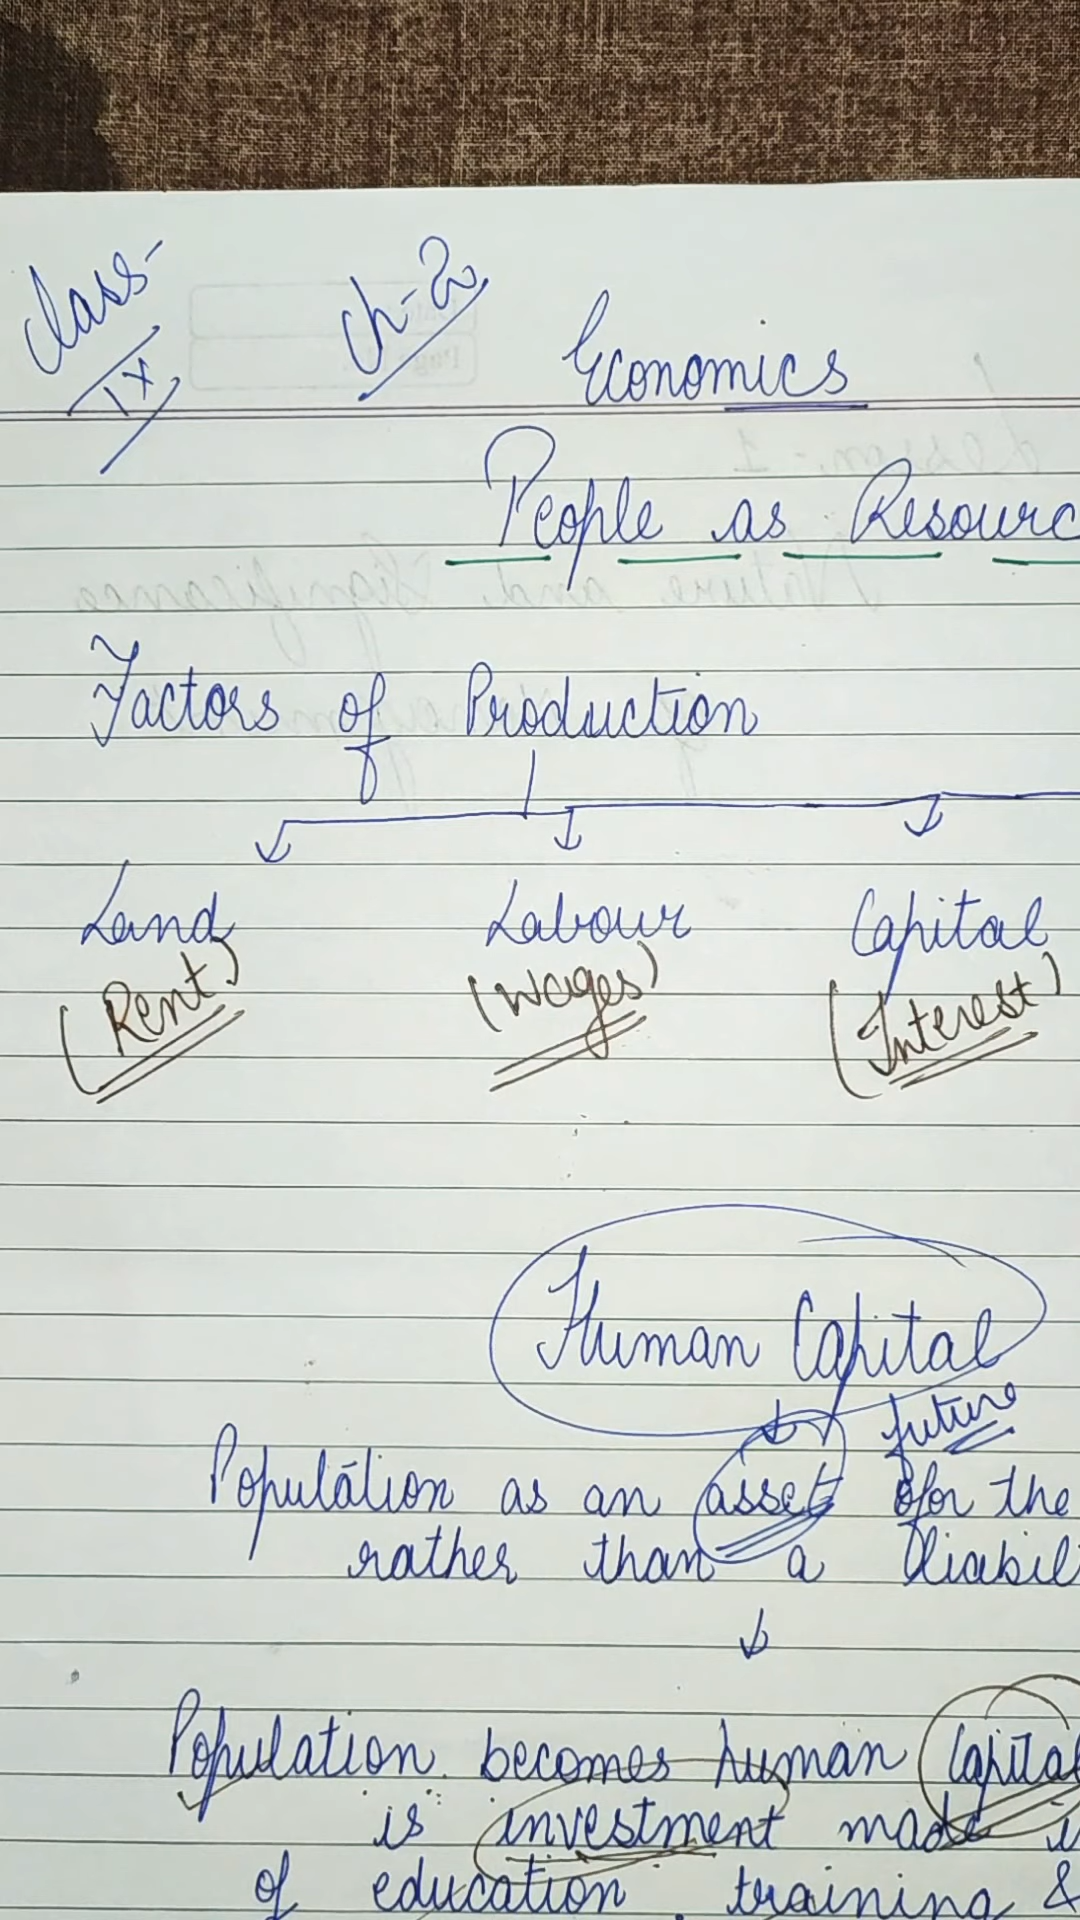 Class-
IX
Ch-2
Economics
People as Resourc
Factors of Production
Land Labour Capital
(Rent) (Wages) (Interest)
Human Capital
future
Population as an asset for the
rather than a liabil
Population becomes human Capital
is investment made i
of education, training &